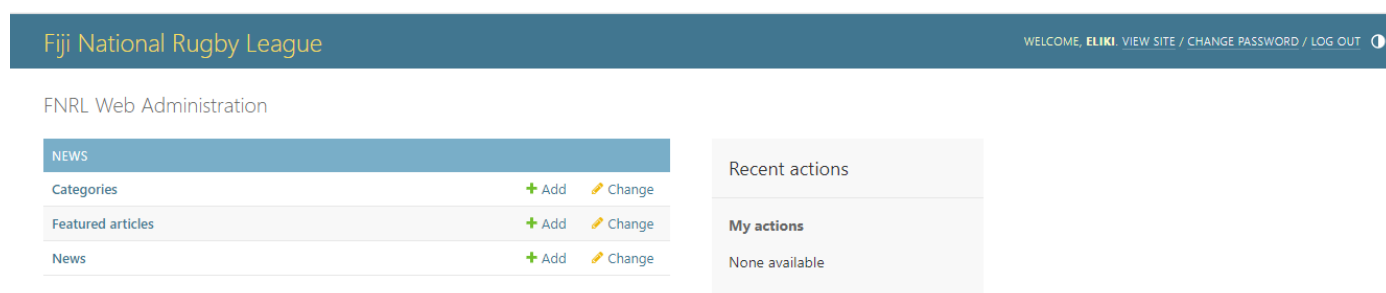 Fiji National Rugby League
WELCOME, ELIKI. VIEW SITE / CHANGE PASSWORD / LOG OUT
FNRL Web Administration
NEWS
Categories Add Change
Featured articles Add Change
News Add Change
Recent actions
My actions
None available